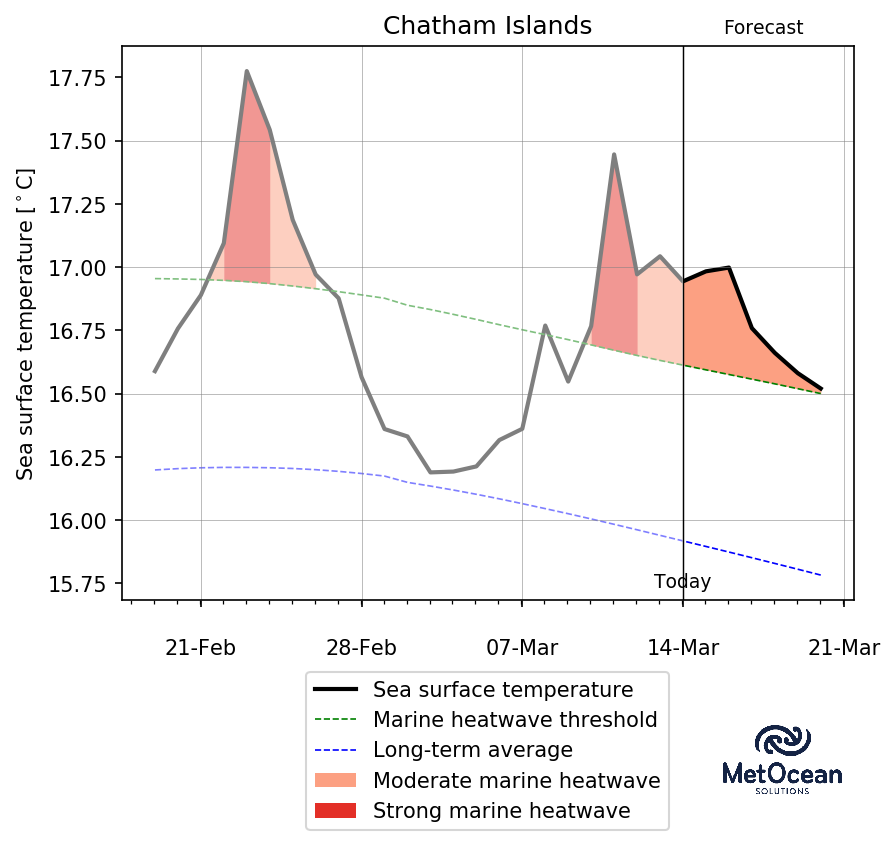 Chatham Islands
Forecast
Sea surface temperature [°C]
17.75
17.50
17.25
17.00
16.75
16.50
16.25
16.00
15.75
Today
21-Feb
28-Feb
07-Mar
14-Mar
21-Mar
Sea surface temperature
Marine heatwave threshold
Long-term average
Moderate marine heatwave
Strong marine heatwave
MetOcean
SOLUTIONS